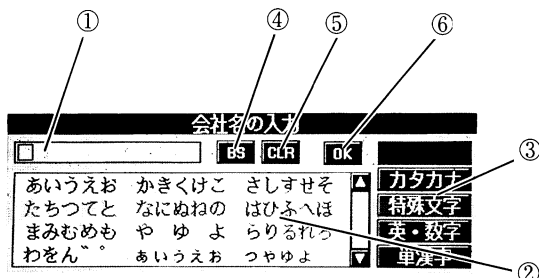 ① ④ ⑤ ⑥
会社名の入力
BS CLR OK
③
カタカナ
特殊文字
英・数字
単漢字
あいうえお かきくけこ さしすせそ
たちつてと なにぬねの はひふへほ
まみむめも や ゆ よ らりるれろ
わをん゛゜ ぁぃぅぇぉ っゃゅょ
②